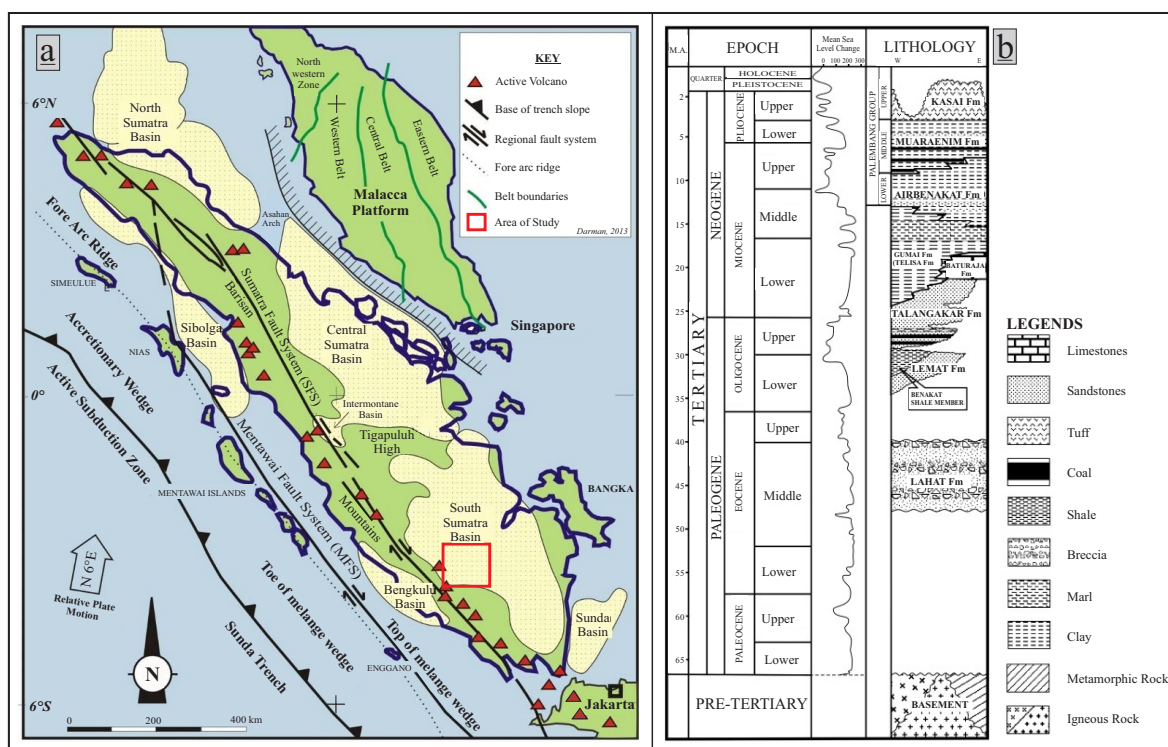 a
KEY
Active Volcano
Base of trench slope
Regional fault system
Fore arc ridge
Belt boundaries
Area of Study
Darman, 2013
6°N
0°
6°S
North
Sumatra
Basin
North
western
Zone
Western Belt
Central Belt
Eastern Belt
Malacca
Platform
Asahan
Arch
Singapore
Fore Arc Ridge
SIMEULUE
Barisan
Sumatra Fault System (SFS)
Sibolga
Basin
NIAS
Central
Sumatra
Basin
Accretionary Wedge
Active Subduction Zone
Intermontane
Basin
Tigapuluh
High
Mentawai Fault System (MFS)
MENTAWAI ISLANDS
Mountains
BANGKA
South
Sumatra
Basin
Bengkulu
Basin
Sunda
Basin
N 6°E
Relative Plate
Motion
Toe of melange wedge
Top of melange wedge
Sunda Trench
ENGGANO
N
Jakarta
0 200 400 km
b
M.A.
EPOCH
Mean Sea
Level Change
0 100 200 300
LITHOLOGY
W E
QUARTER
HOLOCENE
PLEISTOCENE
TERTIARY
NEOGENE
PALEOGENE
PLIOCENE
Upper
Lower
MIOCENE
Upper
Middle
Lower
OLIGOCENE
Upper
Lower
EOCENE
Upper
Middle
Lower
PALEOCENE
Upper
Lower
PRE-TERTIARY
2
5
10
15
20
25
30
35
40
45
50
55
60
65
PALEMBANG GROUP
UPPER
MIDDLE
LOWER
KASAI Fm
MUARAENIM Fm
AIRBENAKAT Fm
GUMAI Fm
(TELISA Fm)
BATURAJA
Fm
TALANGAKAR Fm
LEMAT Fm
BENAKAT
SHALE MEMBER
LAHAT Fm
BASEMENT
LEGENDS
Limestones
Sandstones
Tuff
Coal
Shale
Breccia
Marl
Clay
Metamorphic Rock
Igneous Rock